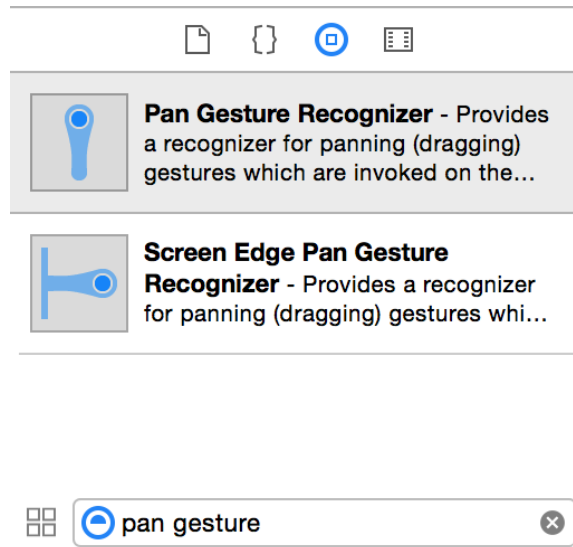 Pan Gesture Recognizer - Provides
a recognizer for panning (dragging)
gestures which are invoked on the...
Screen Edge Pan Gesture
Recognizer - Provides a recognizer
for panning (dragging) gestures whi...
pan gesture